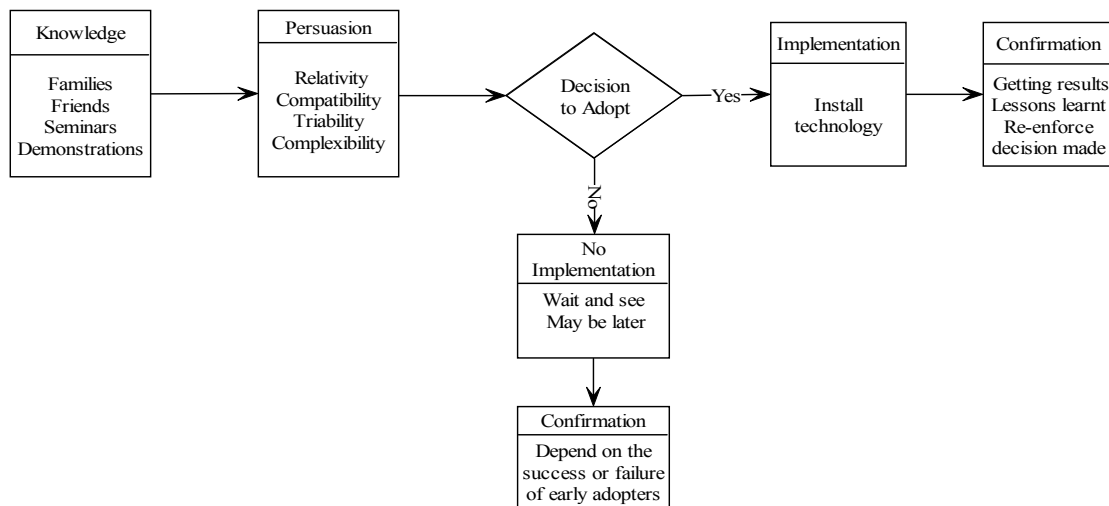 Knowledge
Families
Friends
Seminars
Demonstrations
Persuasion
Relativity
Compatibility
Triability
Complexibility
Decision
to Adopt
Yes
Implementation
Install
technology
Confirmation
Getting results
Lessons learnt
Re-enforce
decision made
No
No
Implementation
Wait and see
May be later
Confirmation
Depend on the
success or failure
of early adopters